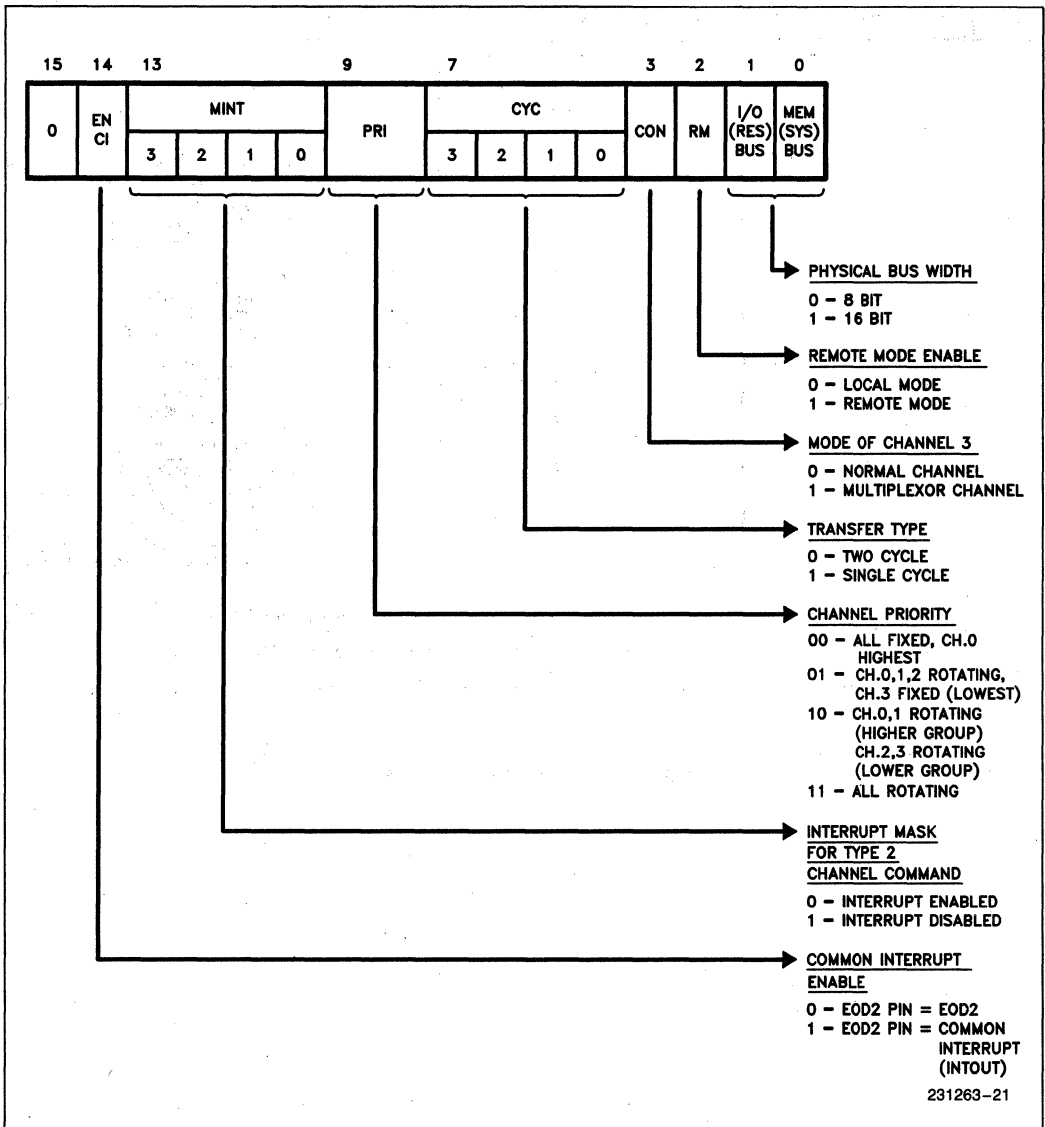 15 14 13 9 7 3 2 1 0
0 EN CI MINT PRI CYC CON RM I/O (RES) BUS MEM (SYS) BUS
3 2 1 0 3 2 1 0
PHYSICAL BUS WIDTH
0 – 8 BIT
1 – 16 BIT
REMOTE MODE ENABLE
0 – LOCAL MODE
1 – REMOTE MODE
MODE OF CHANNEL 3
0 – NORMAL CHANNEL
1 – MULTIPLEXOR CHANNEL
TRANSFER TYPE
0 – TWO CYCLE
1 – SINGLE CYCLE
CHANNEL PRIORITY
00 – ALL FIXED, CH.0
HIGHEST
01 – CH.0,1,2 ROTATING,
CH.3 FIXED (LOWEST)
10 – CH.0,1 ROTATING
(HIGHER GROUP)
CH.2,3 ROTATING
(LOWER GROUP)
11 – ALL ROTATING
INTERRUPT MASK
FOR TYPE 2
CHANNEL COMMAND
0 – INTERRUPT ENABLED
1 – INTERRUPT DISABLED
COMMON INTERRUPT
ENABLE
0 – EOD2 PIN = EOD2
1 – EOD2 PIN = COMMON
INTERRUPT
(INTOUT)
231263–21